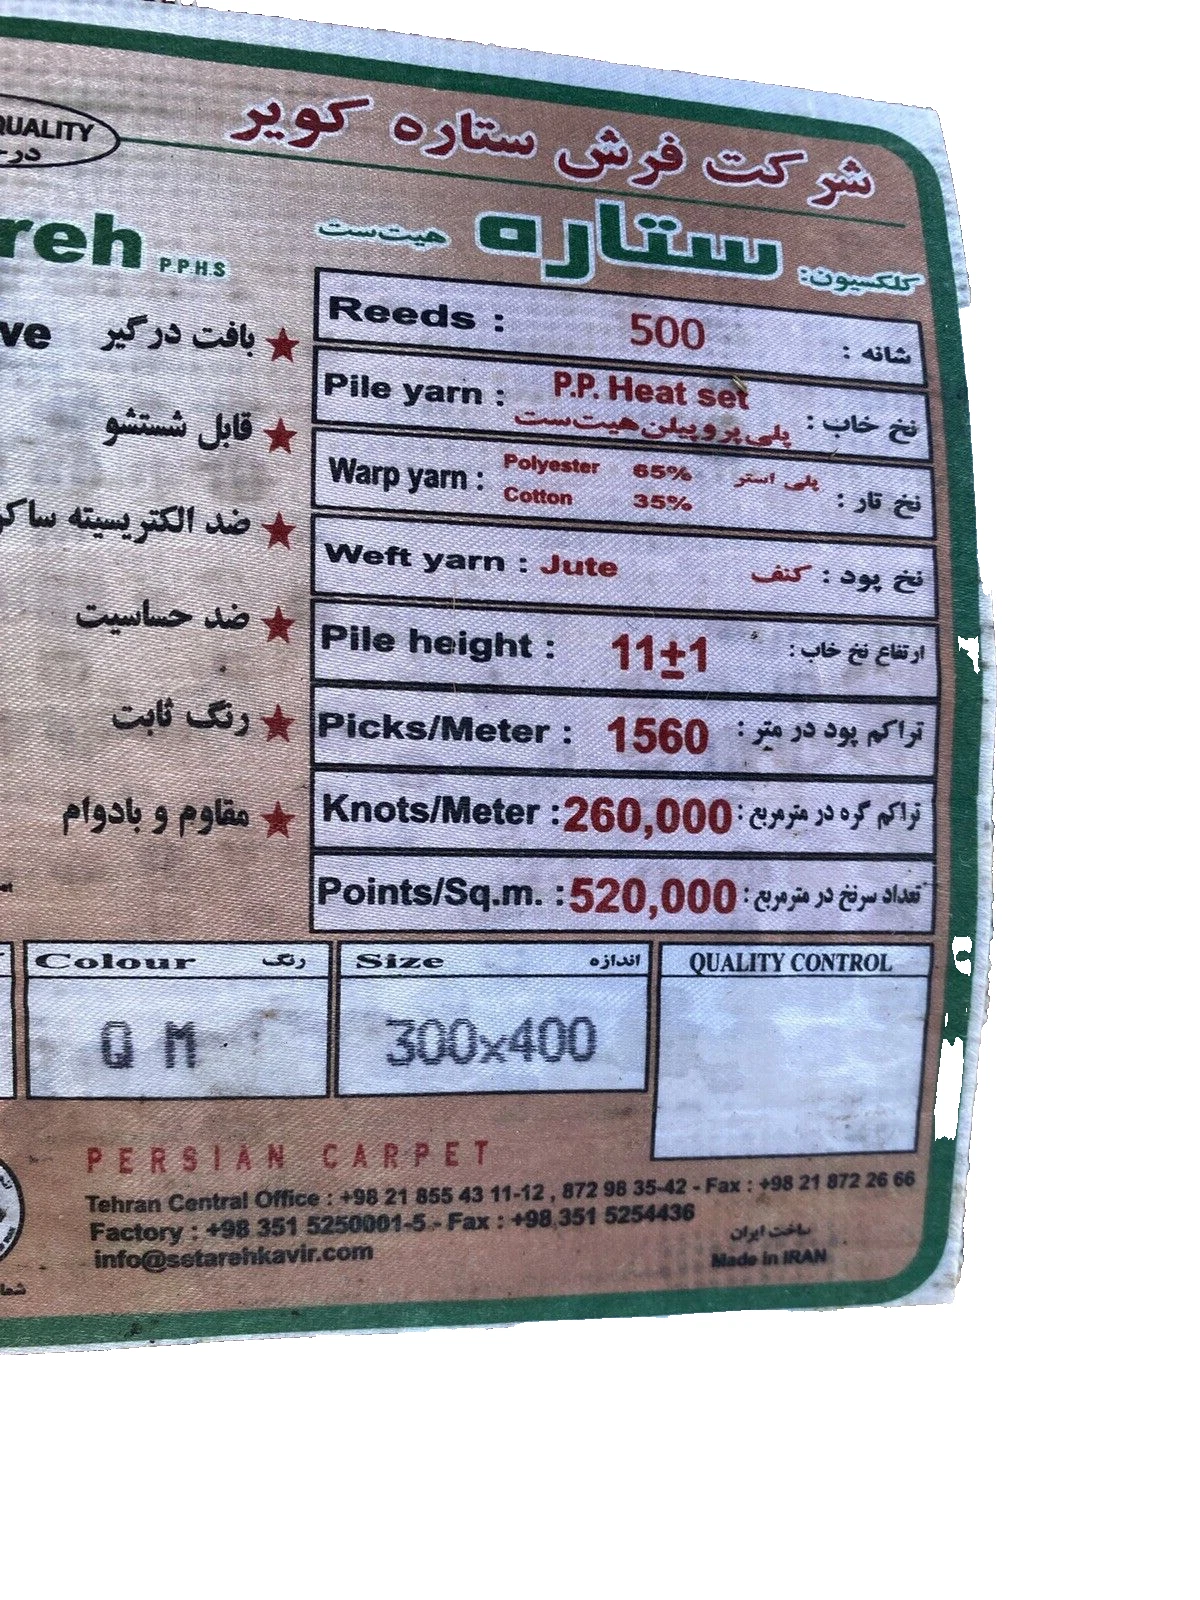 QUALITY
شرکت فرش ستاره کویر
reh P.P.H.S
کلکسیون: ستاره هیت‌ست
Reeds : 500 شانه :
Pile yarn : P.P. Heat set نخ خاب :
پلی پروپیلن هیت‌ست
Warp yarn : Polyester 65% پلی استر نخ تار :
Cotton 35%
Weft yarn : Jute نخ پود : کنف
Pile height : 11±1 ارتفاع نخ خاب :
Picks/Meter : 1560 تراکم پود در متر :
Knots/Meter : 260,000 تراکم گره در مترمربع :
Points/Sq.m. : 520,000 تعداد سرنخ در مترمربع :
ve بافت درگیر
قابل شستشو
ضد الکتریسیته ساک
ضد حساسیت
رنگ ثابت
مقاوم و بادوام
Colour رنگ
Q M
Size اندازه
300x400
QUALITY CONTROL
PERSIAN CARPET
Tehran Central Office : +98 21 855 43 11-12 , 872 98 35-42 - Fax : +98 21 872 26 66
Factory : +98 351 5250001-5 - Fax : +98 351 5254436
info@setarehkavir.com
ساخت ایران
Made in IRAN